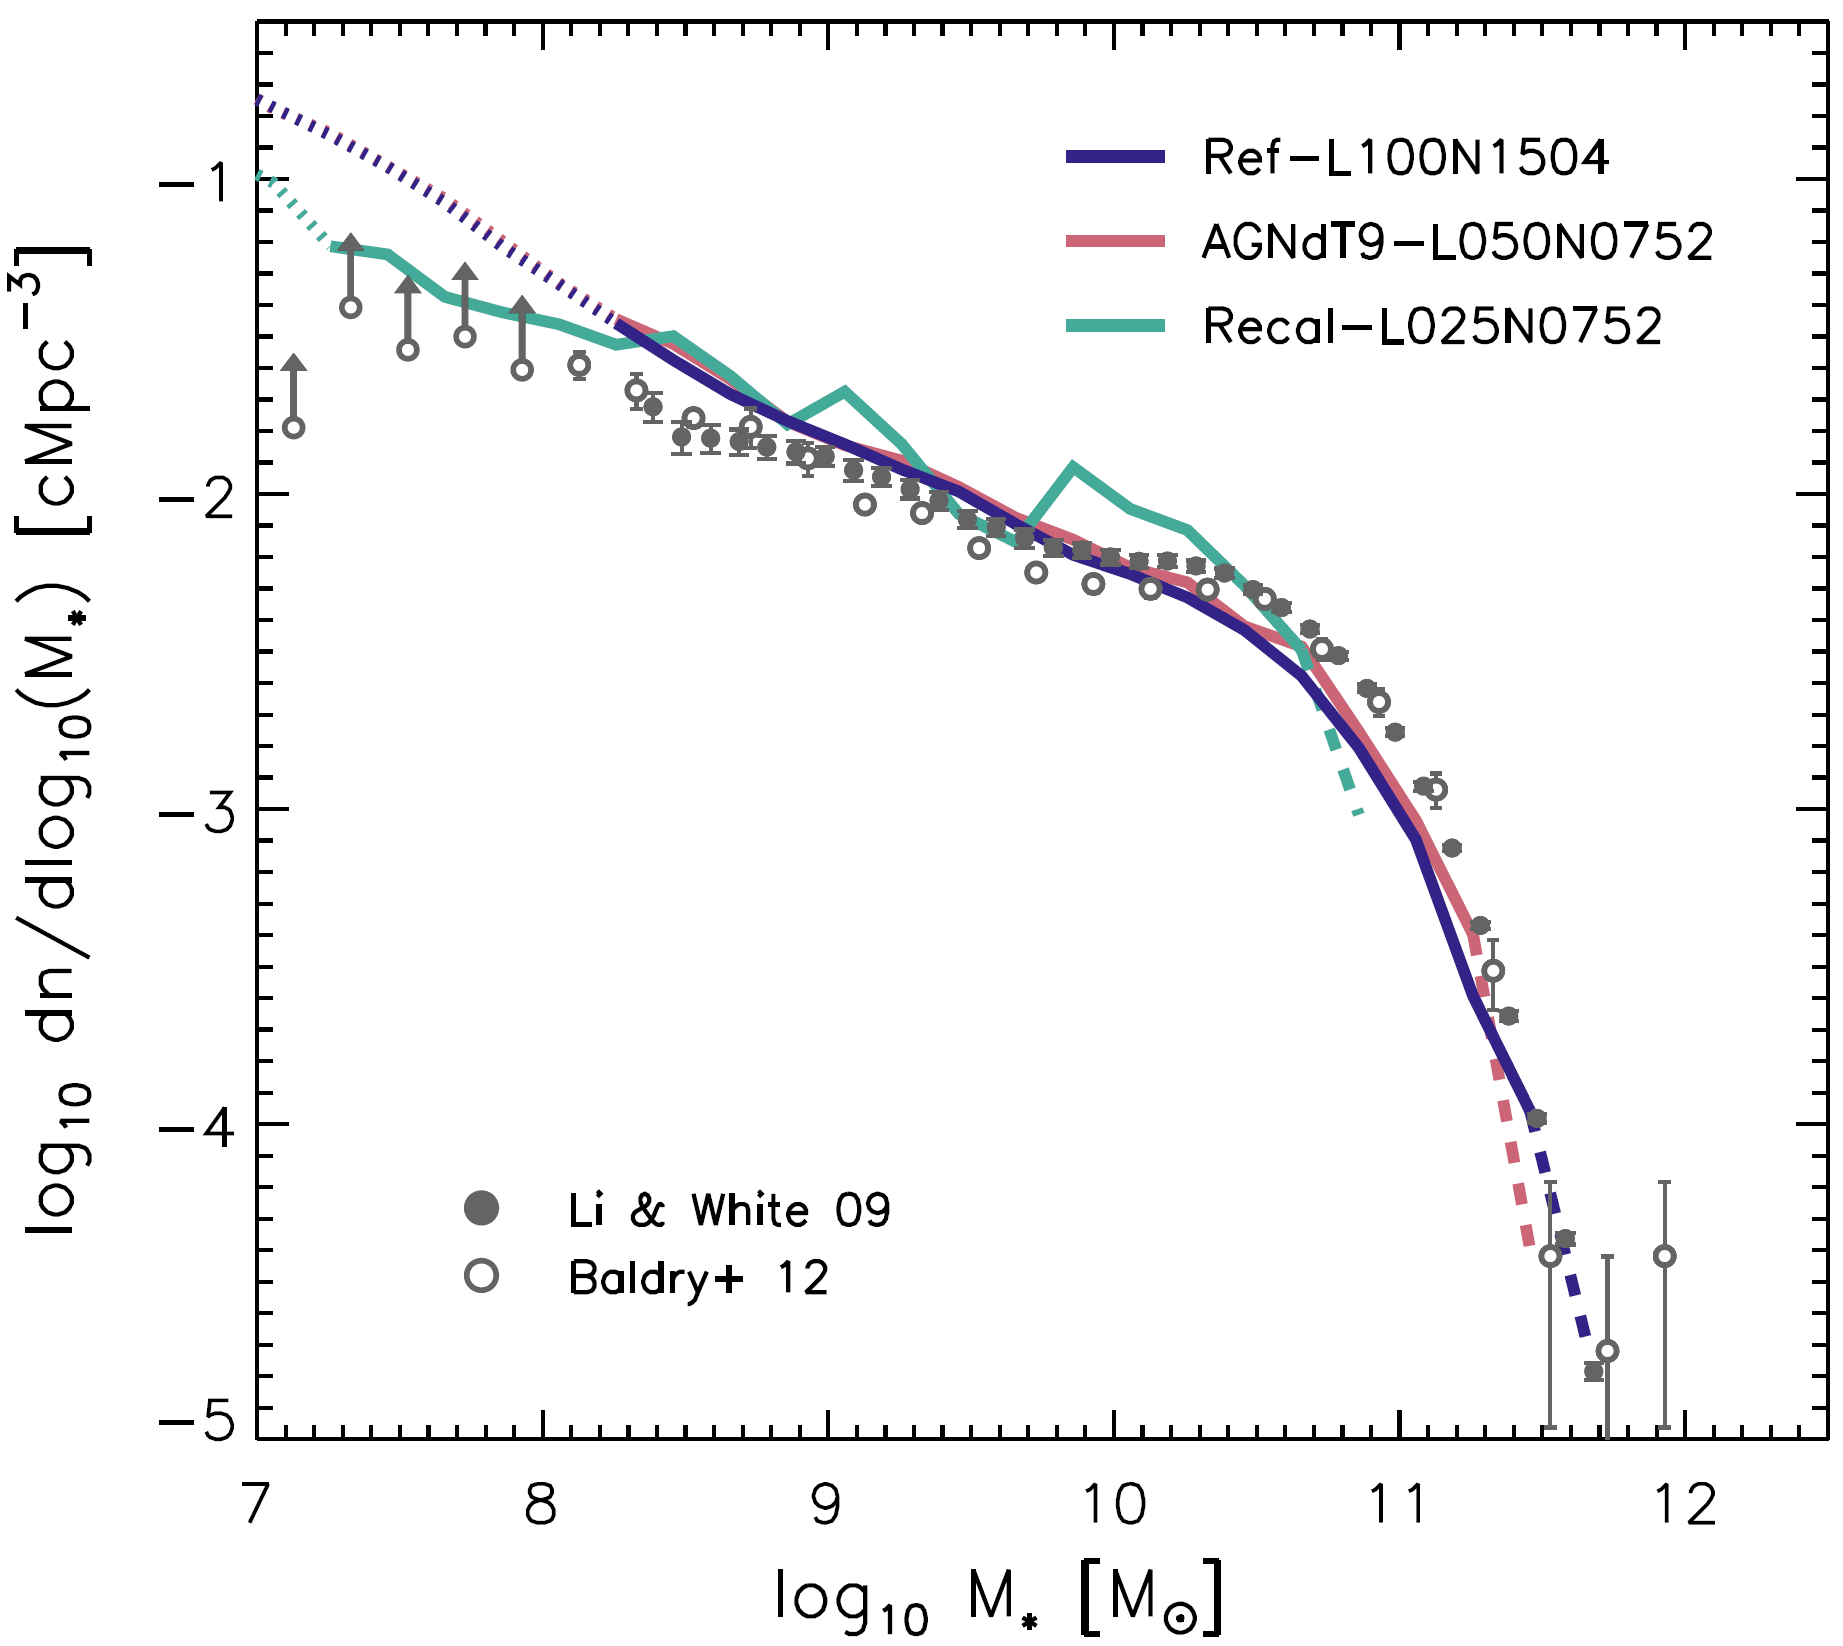 Ref-L100N1504
AGNdT9-L050N0752
Recal-L025N0752
Li & White 09
Baldry+ 12
log₁₀ dn/dlog₁₀(M*) [cMpc⁻³]
-1
-2
-3
-4
-5
7 8 9 10 11 12
log₁₀ M* [M⊙]